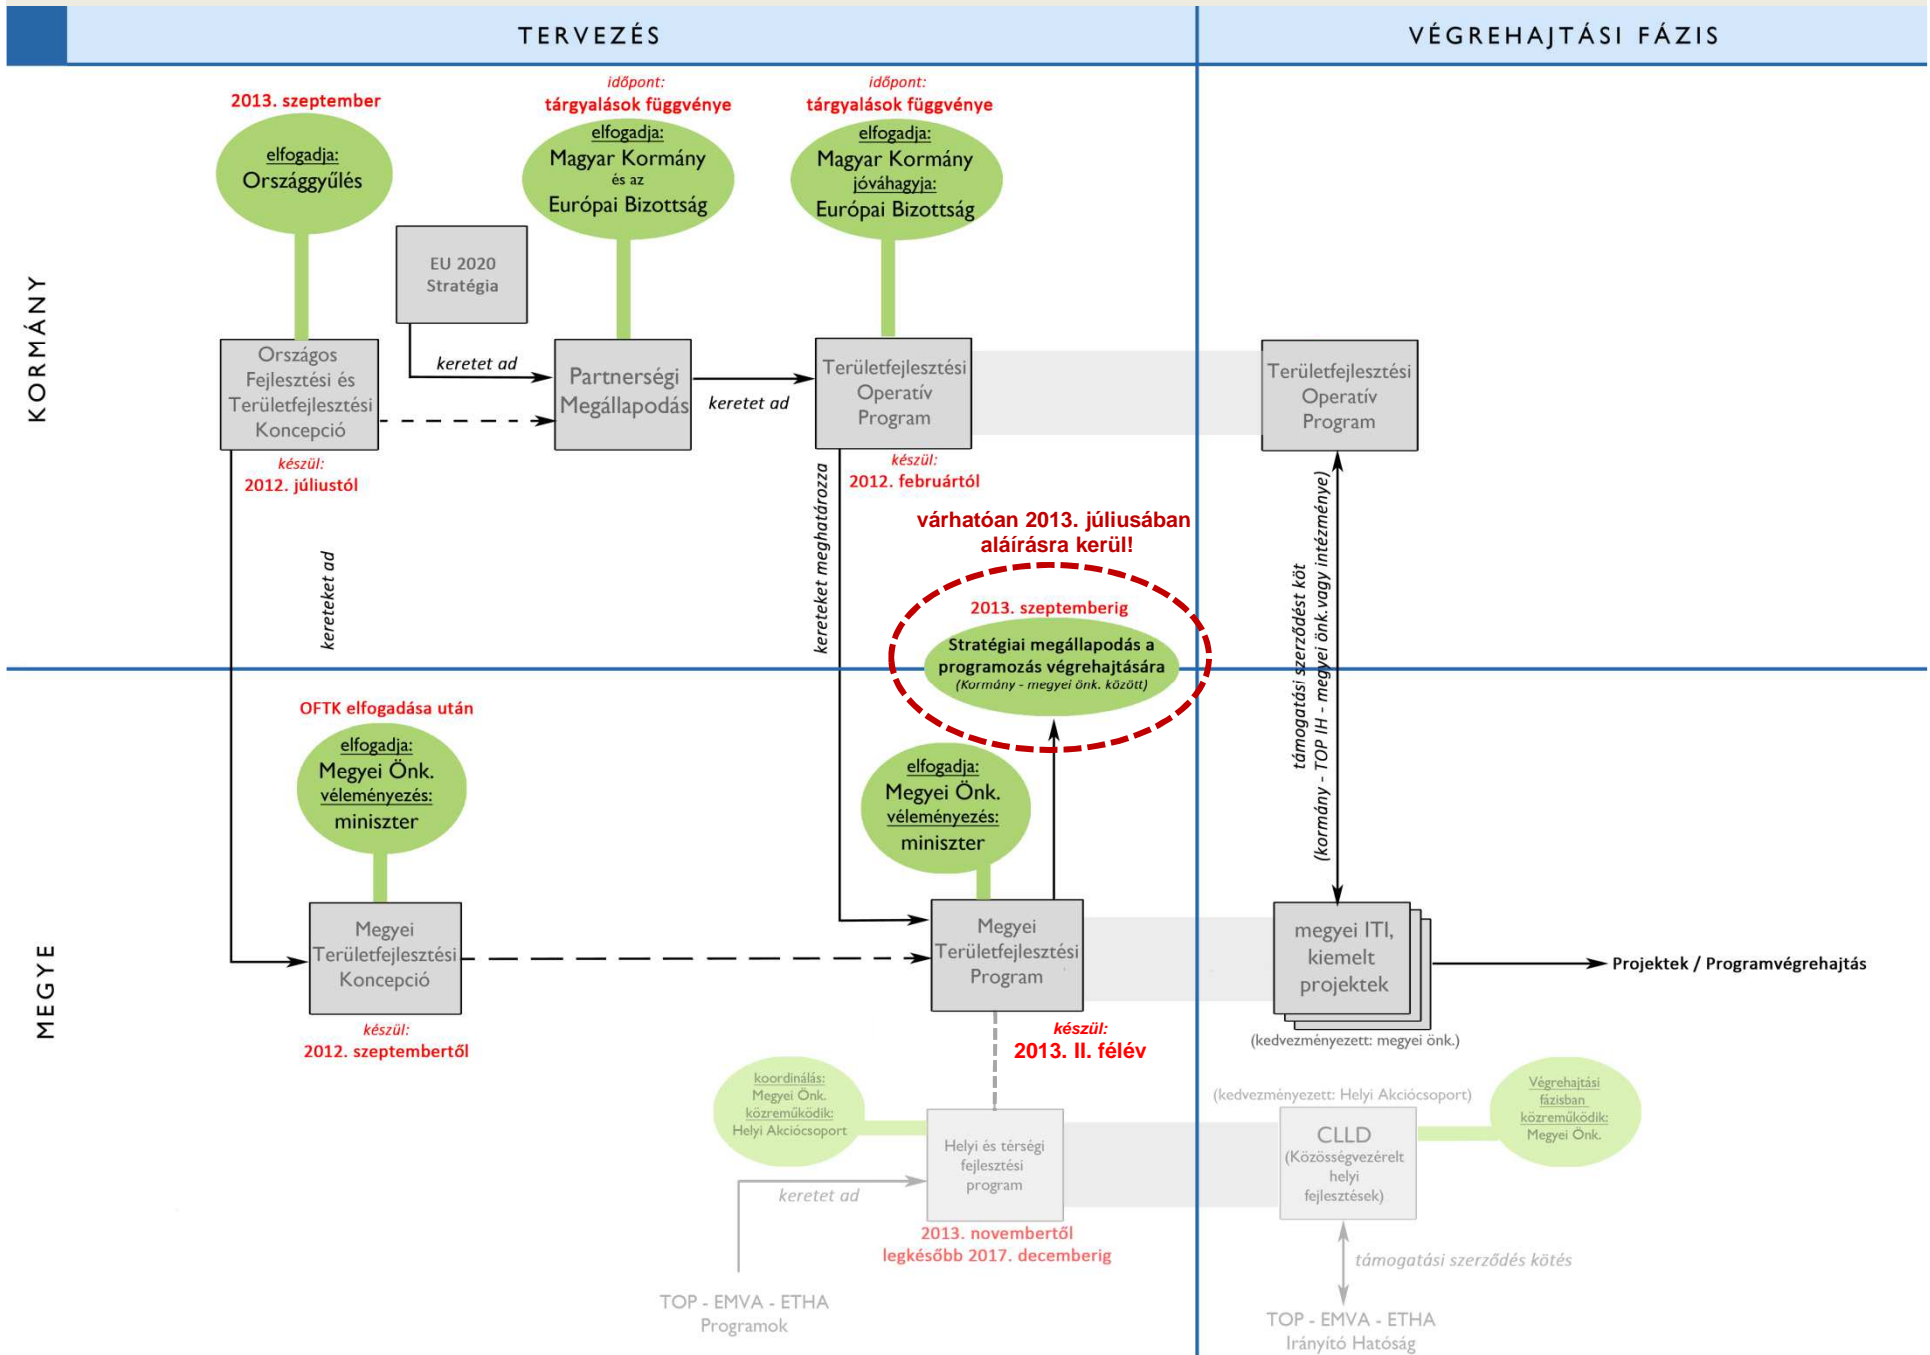 TERVEZÉS
VÉGREHAJTÁSI FÁZIS
KORMÁNY
2013. szeptember
elfogadja:
Országgyűlés
időpont:
tárgyalások függvénye
elfogadja:
Magyar Kormány
és az
Európai Bizottság
időpont:
tárgyalások függvénye
elfogadja:
Magyar Kormány
jóváhagyja:
Európai Bizottság
EU 2020
Stratégia
keretet ad
Országos
Fejlesztési és
Területfejlesztési
Koncepció
készül:
2012. júliustól
Partnerségi
Megállapodás
keretet ad
Területfejlesztési
Operatív
Program
készül:
2012. februártól
Területfejlesztési
Operatív
Program
kereteket ad
kereteket meghatározza
várhatóan 2013. júliusában
aláírásra kerül!
2013. szeptemberig
Stratégiai megállapodás a
programozás végrehajtására
(Kormány - megyei önk. között)
támogatási szerződést köt
(kormány - TOP IH - megyei önk.vagy intézménye)
MEGYE
OFTK elfogadása után
elfogadja:
Megyei Önk.
véleményezés:
miniszter
elfogadja:
Megyei Önk.
véleményezés:
miniszter
Megyei
Területfejlesztési
Koncepció
készül:
2012. szeptembertől
Megyei
Területfejlesztési
Program
készül:
2013. II. félév
megyei ITI,
kiemelt
projektek
(kedvezményezett: megyei önk.)
Projektek / Programvégrehajtás
koordinálás:
Megyei Önk.
közreműködik:
Helyi Akciócsoport
Helyi és térségi
fejlesztési
program
keretet ad
2013. novembertől
legkésőbb 2017. decemberig
TOP - EMVA - ETHA
Programok
(kedvezményezett: Helyi Akciócsoport)
CLLD
(Közösségvezérelt
helyi
fejlesztések)
Végrehajtási
fázisban
közreműködik:
Megyei Önk.
támogatási szerződés kötés
TOP - EMVA - ETHA
Irányító Hatóság